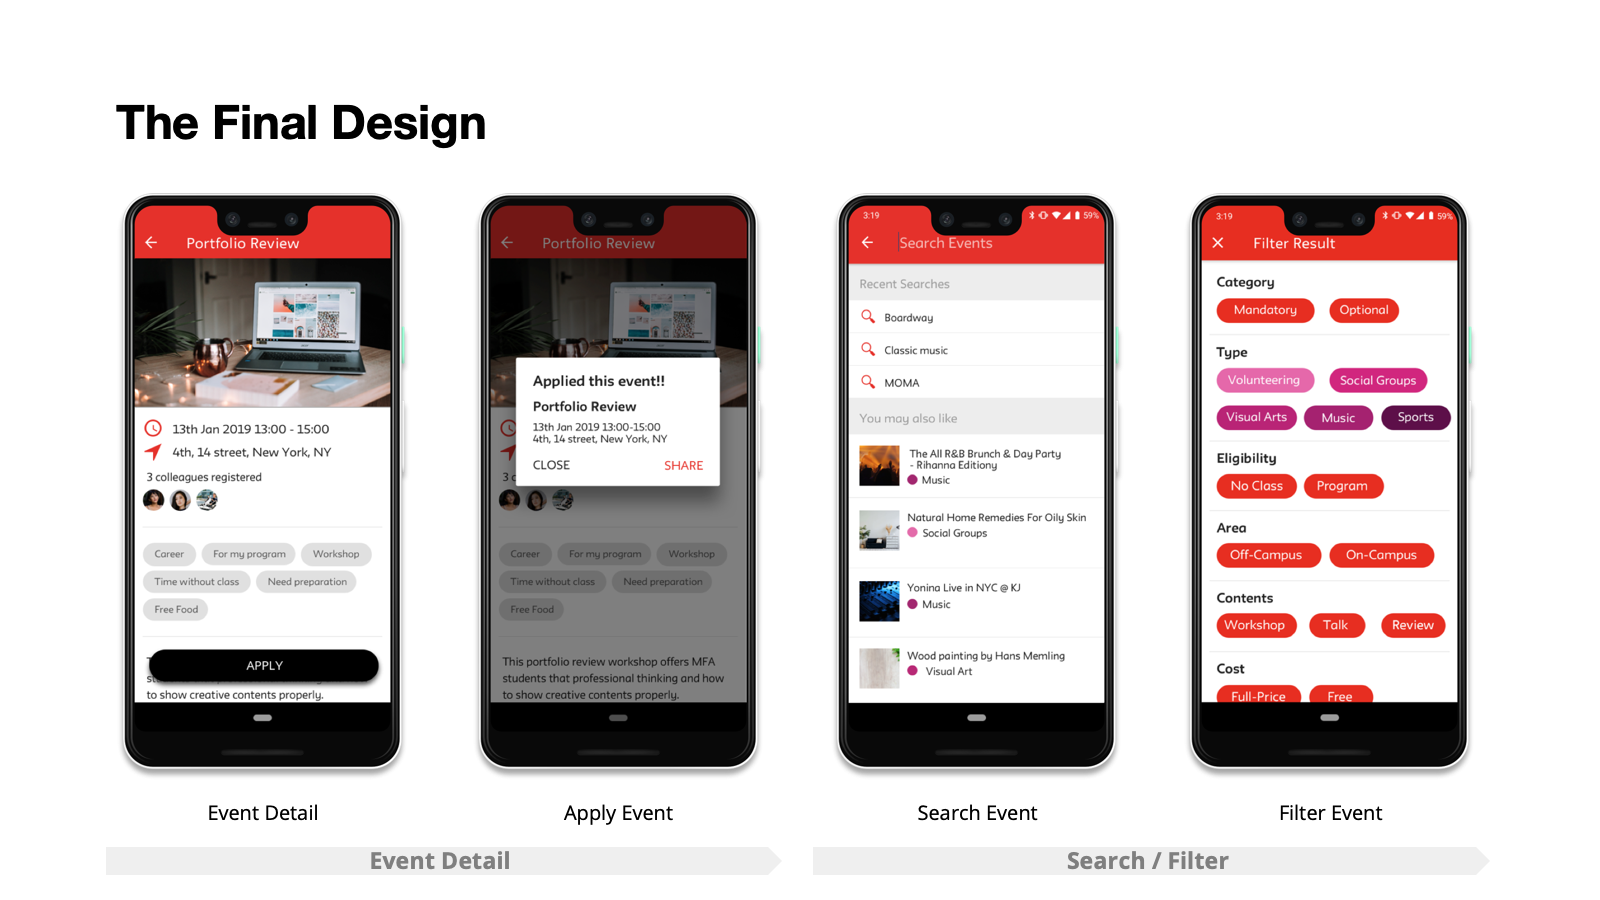 The Final Design
Portfolio Review
13th Jan 2019 13:00 - 15:00
4th, 14 street, New York, NY
3 colleagues registered
Career
For my program
Workshop
Time without class
Need preparation
Free Food
APPLY
to show creative contents properly.
Event Detail
Portfolio Review
Applied this event!!
Portfolio Review
13th Jan 2019 13:00-15:00
4th, 14 street, New York, NY
CLOSE
SHARE
3 c
Career
For my program
Workshop
Time without class
Need preparation
Free Food
This portfolio review workshop offers MFA
students that professional thinking and how
to show creative contents properly.
Apply Event
3:19
59%
Search Events
Recent Searches
Boardway
Classic music
MOMA
You may also like
The All R&B Brunch & Day Party
- Rihanna Editiony
Music
Natural Home Remedies For Oily Skin
Social Groups
Yonina Live in NYC @ KJ
Music
Wood painting by Hans Memling
Visual Art
Search Event
3:19
59%
Filter Result
Category
Mandatory
Optional
Type
Volunteering
Social Groups
Visual Arts
Music
Sports
Eligibility
No Class
Program
Area
Off-Campus
On-Campus
Contents
Workshop
Talk
Review
Cost
Full-Price
Free
Filter Event
Event Detail
Search / Filter